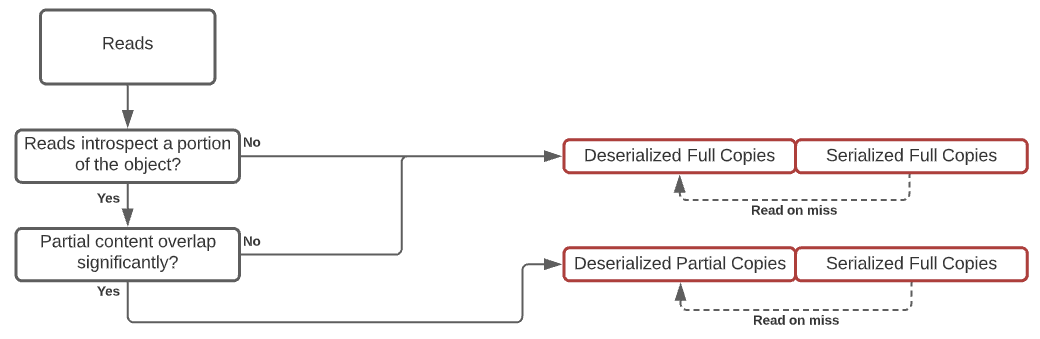 Reads
Reads introspect a portion
of the object?
No
Deserialized Full Copies
Serialized Full Copies
Read on miss
Yes
Partial content overlap
significantly?
No
Deserialized Partial Copies
Serialized Full Copies
Yes
Read on miss